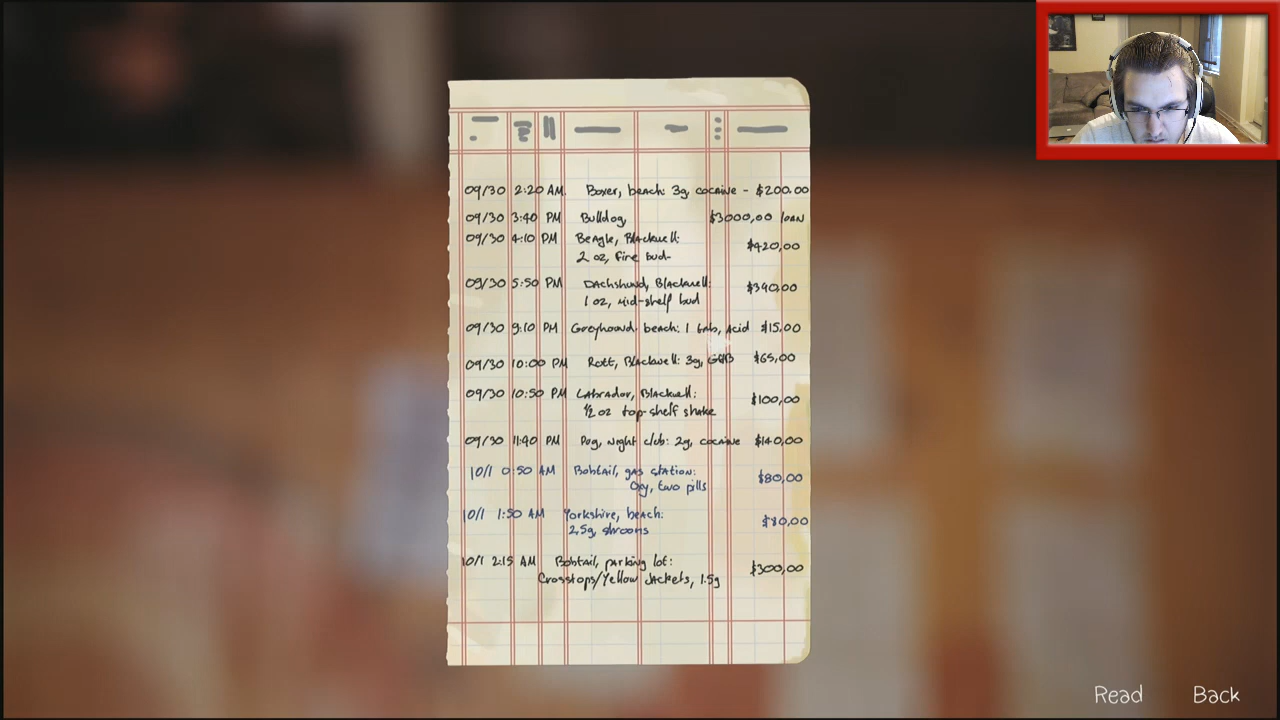 09/30 2:20 AM. Boxer, beach: 3g, cocaine - $200.00
09/30 3:40 PM Bulldog, $3000,00 loan
09/30 4:10 PM Beagle, Blackwell: $420,00
2 oz, fire bud-
09/30 5:50 PM Dachshund, Blackwell: $340,00
1 oz, mid-shelf bud
09/30 9:10 PM Greyhound, beach: 1 tab, Acid $15.00
09/30 10:00 PM Rott, Blackwell: 3g, GHB $65,00
09/30 10:50 PM Labrador, Blackwell: $100,00
1/2 oz top-shelf shake
09/30 11:40 PM Pug, night club: 2g, cocaine $140,00
10/1 0:50 AM Bobtail, gas station: $80,00
Oxy, two pills
10/1 1:50 AM Yorkshire, beach:
2,5g, shrooms
10/1 2:15 AM Bobtail, parking lot: $300,00
Crosstops/Yellow Jackets, 1.5g
Read Back